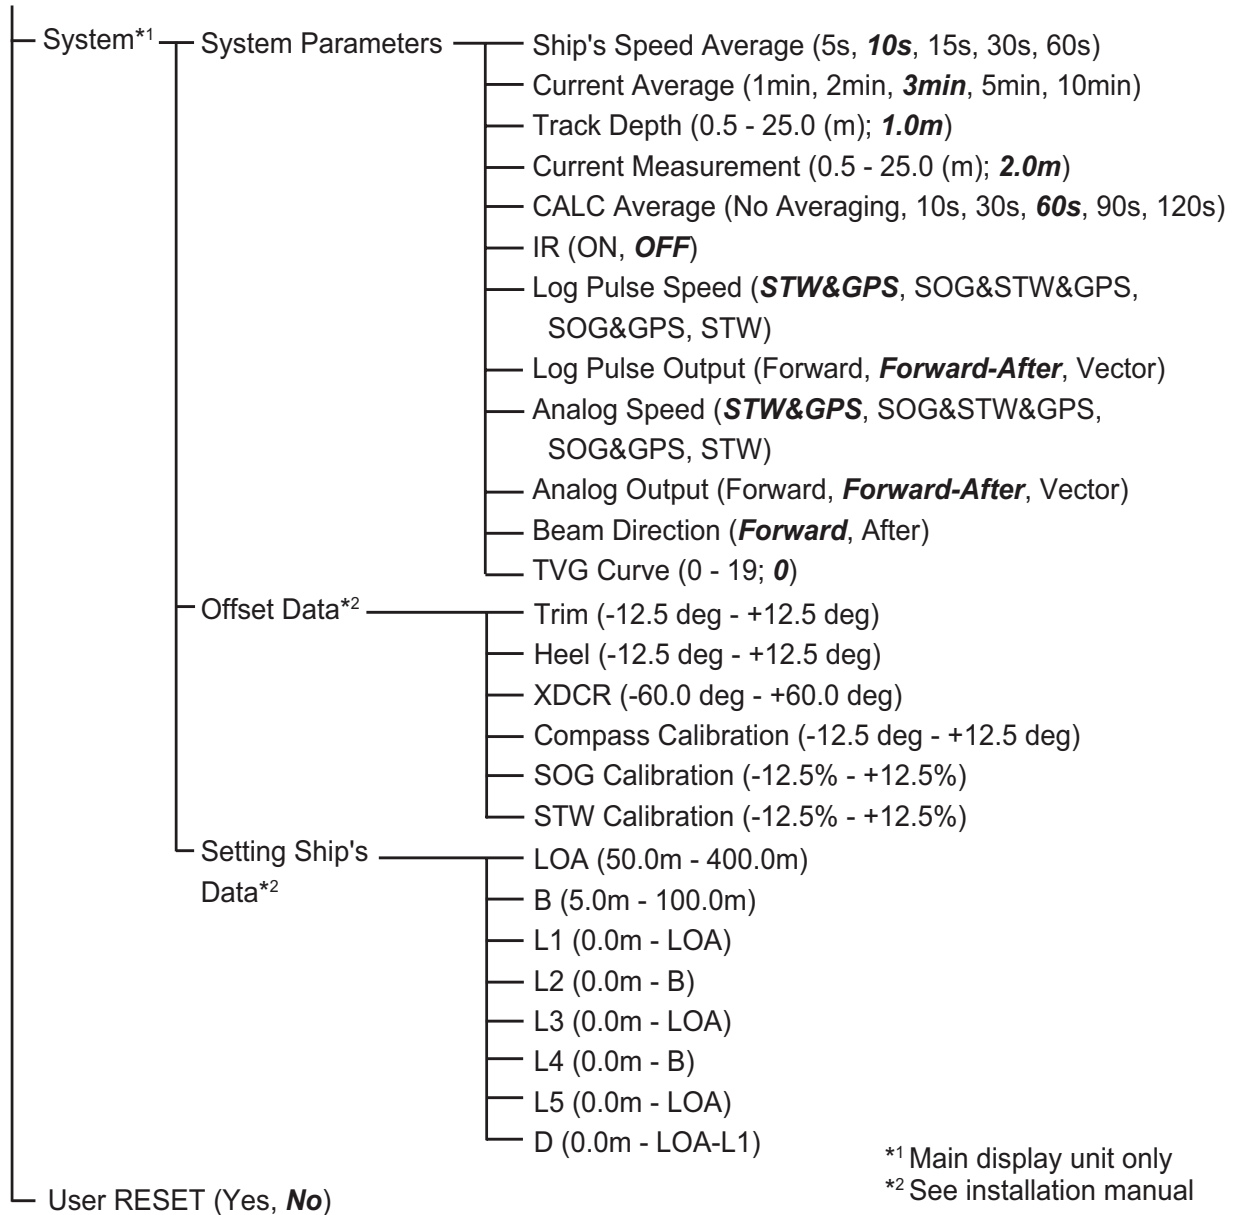 System*1
System Parameters
Ship's Speed Average (5s, 10s, 15s, 30s, 60s)
Current Average (1min, 2min, 3min, 5min, 10min)
Track Depth (0.5 - 25.0 (m); 1.0m)
Current Measurement (0.5 - 25.0 (m); 2.0m)
CALC Average (No Averaging, 10s, 30s, 60s, 90s, 120s)
IR (ON, OFF)
Log Pulse Speed (STW&GPS, SOG&STW&GPS,
SOG&GPS, STW)
Log Pulse Output (Forward, Forward-After, Vector)
Analog Speed (STW&GPS, SOG&STW&GPS,
SOG&GPS, STW)
Analog Output (Forward, Forward-After, Vector)
Beam Direction (Forward, After)
TVG Curve (0 - 19; 0)
Offset Data*2
Trim (-12.5 deg - +12.5 deg)
Heel (-12.5 deg - +12.5 deg)
XDCR (-60.0 deg - +60.0 deg)
Compass Calibration (-12.5 deg - +12.5 deg)
SOG Calibration (-12.5% - +12.5%)
STW Calibration (-12.5% - +12.5%)
Setting Ship's
Data*2
LOA (50.0m - 400.0m)
B (5.0m - 100.0m)
L1 (0.0m - LOA)
L2 (0.0m - B)
L3 (0.0m - LOA)
L4 (0.0m - B)
L5 (0.0m - LOA)
D (0.0m - LOA-L1)
*1 Main display unit only
*2 See installation manual
User RESET (Yes, No)